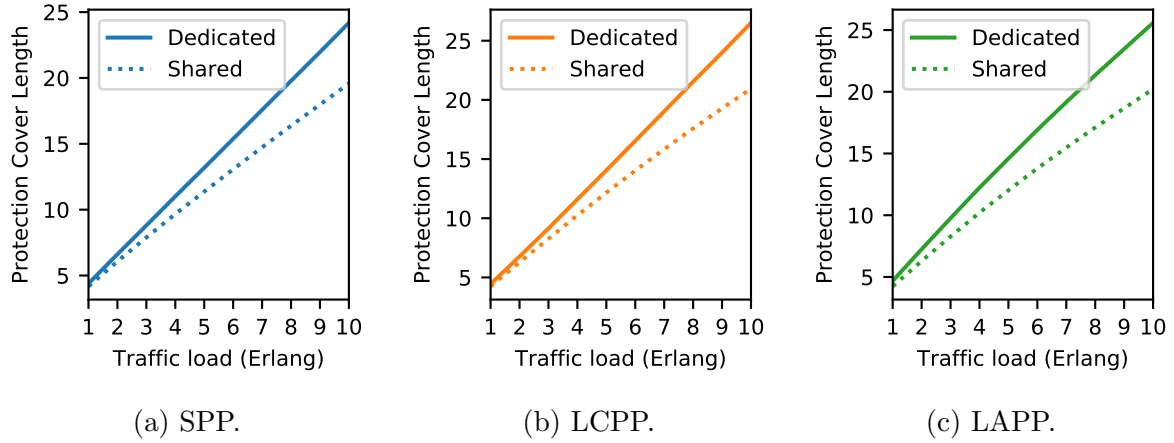 Dedicated
Shared
Protection Cover Length
25
20
15
10
5
1 2 3 4 5 6 7 8 9 10
Traffic load (Erlang)
(a) SPP.
Dedicated
Shared
Protection Cover Length
25
20
15
10
5
1 2 3 4 5 6 7 8 9 10
Traffic load (Erlang)
(b) LCPP.
Dedicated
Shared
Protection Cover Length
25
20
15
10
5
1 2 3 4 5 6 7 8 9 10
Traffic load (Erlang)
(c) LAPP.